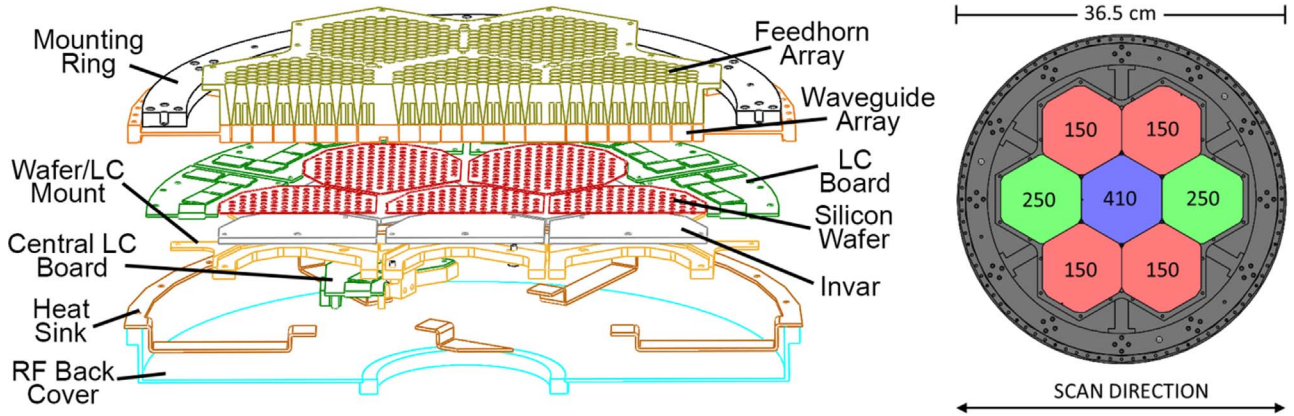 Mounting
Ring
Feedhorn
Array
Waveguide
Array
Wafer/LC
Mount
LC
Board
Silicon
Wafer
Central LC
Board
Invar
Heat
Sink
RF Back
Cover
36.5 cm
150 150
250 410 250
150 150
SCAN DIRECTION